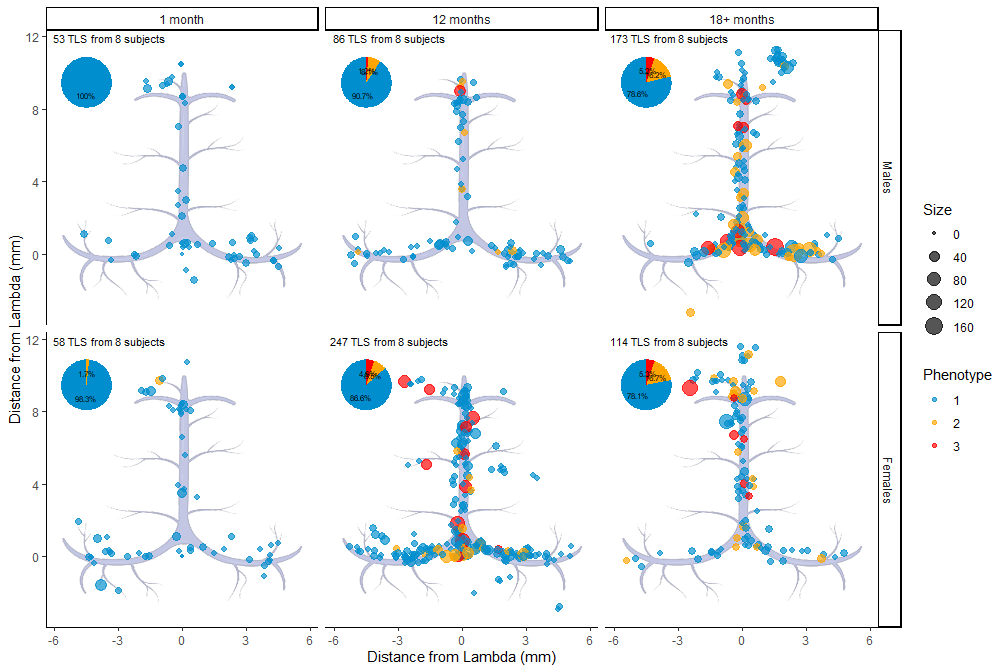 1 month
12 months
18+ months
53 TLS from 8 subjects
86 TLS from 8 subjects
173 TLS from 8 subjects
100%
90.7%
78.6%
12
8
4
0
Males
58 TLS from 8 subjects
247 TLS from 8 subjects
114 TLS from 8 subjects
1.7%
98.3%
78.1%
12
8
4
0
Females
-6
-3
0
3
6
-6
-3
0
3
6
-6
-3
0
3
6
Distance from Lambda (mm)
Distance from Lambda (mm)
Size
0
40
80
120
160
Phenotype
1
2
3